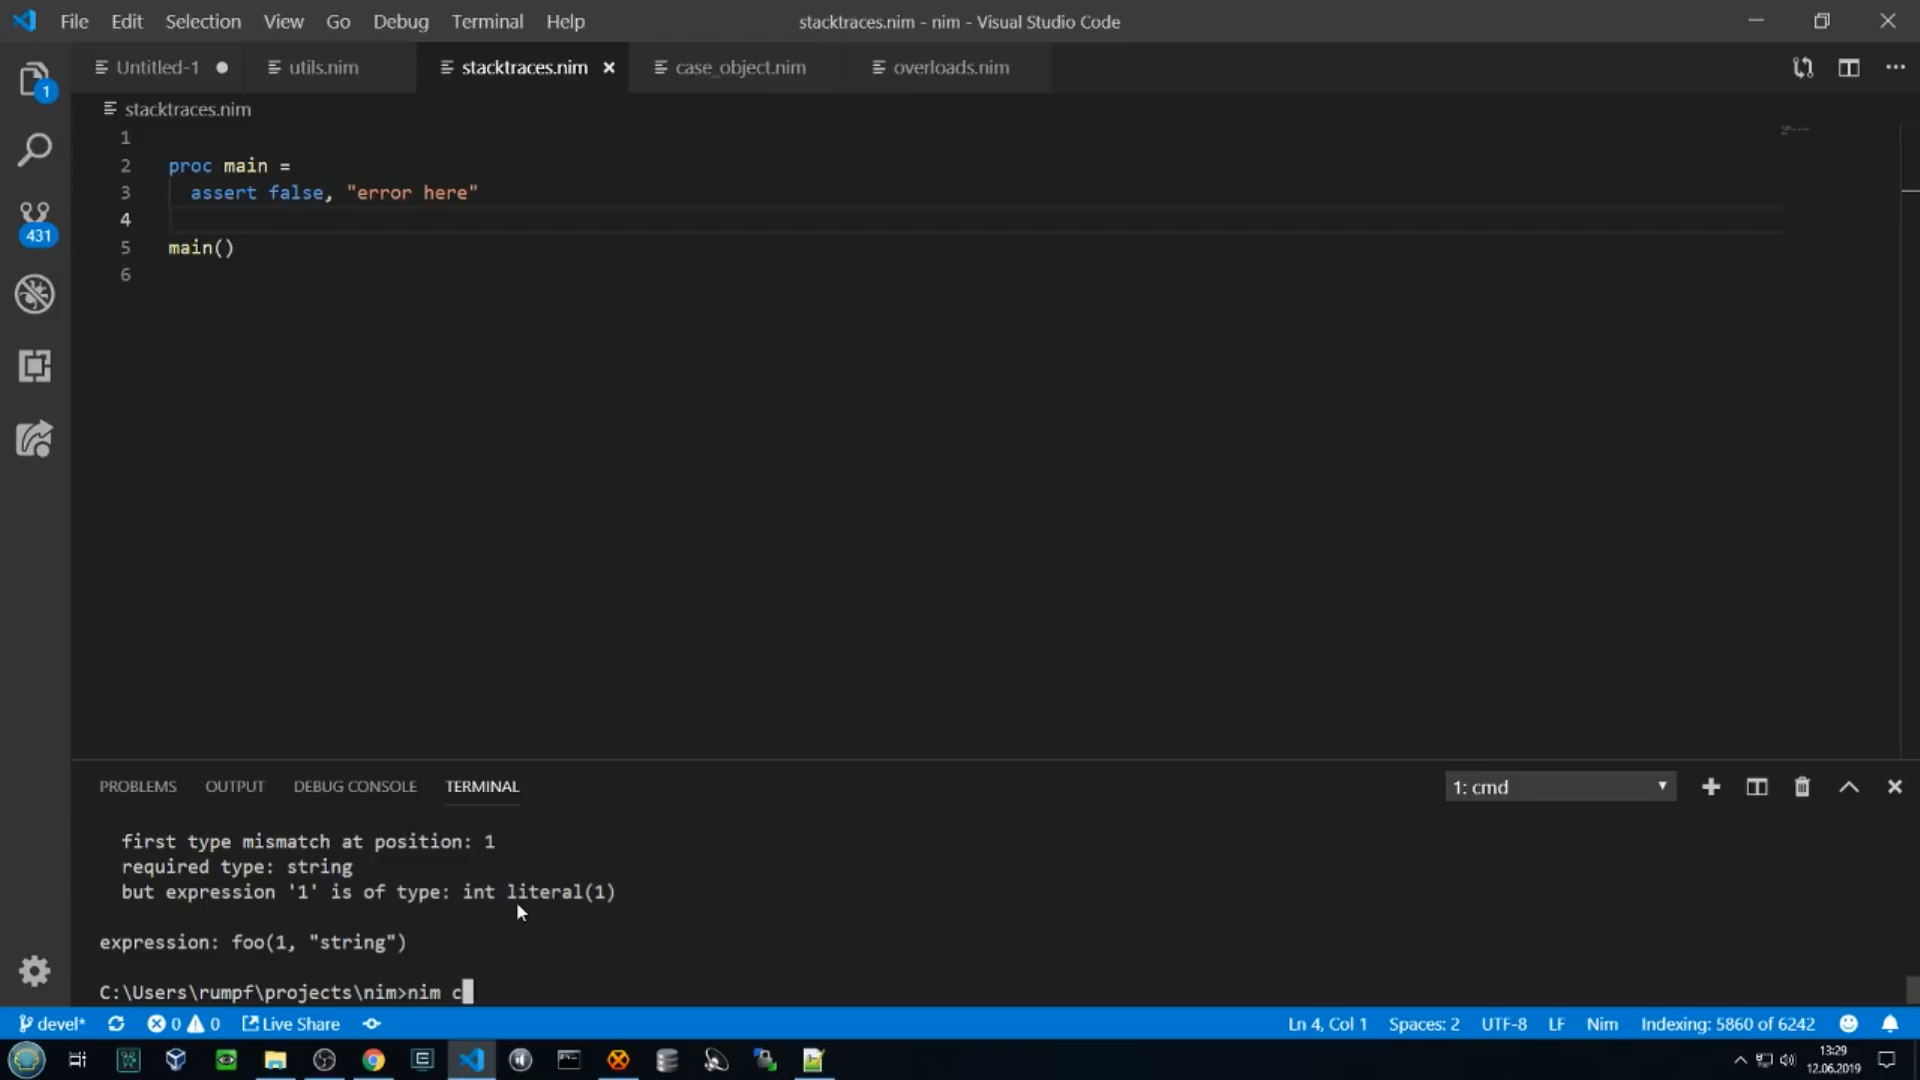 File Edit Selection View Go Debug Terminal Help
stacktraces.nim - nim - Visual Studio Code
Untitled-1 utils.nim stacktraces.nim case_object.nim overloads.nim
1
stacktraces.nim
1
2 proc main =
3 assert false, "error here"
4
5 main()
6
431
PROBLEMS OUTPUT DEBUG CONSOLE TERMINAL 1: cmd
first type mismatch at position: 1
required type: string
but expression '1' is of type: int literal(1)
expression: foo(1, "string")
C:\Users\rumpf\projects\nim>nim c
devel* 0 0 Live Share Ln 4, Col 1 Spaces: 2 UTF-8 LF Nim Indexing: 5860 of 6242
13:29
12.06.2019